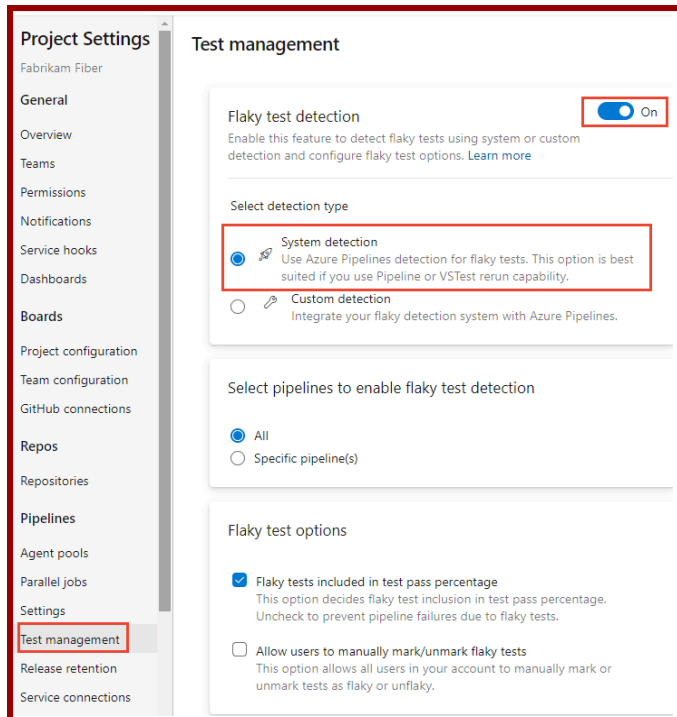 Project Settings
Fabrikam Fiber
General
Overview
Teams
Permissions
Notifications
Service hooks
Dashboards
Boards
Project configuration
Team configuration
GitHub connections
Repos
Repositories
Pipelines
Agent pools
Parallel jobs
Settings
Test management
Release retention
Service connections
Test management
Flaky test detection
On
Enable this feature to detect flaky tests using system or custom
detection and configure flaky test options. Learn more
Select detection type
System detection
Use Azure Pipelines detection for flaky tests. This option is best
suited if you use Pipeline or VSTest rerun capability.
Custom detection
Integrate your flaky detection system with Azure Pipelines.
Select pipelines to enable flaky test detection
All
Specific pipeline(s)
Flaky test options
Flaky tests included in test pass percentage
This option decides flaky test inclusion in test pass percentage.
Uncheck to prevent pipeline failures due to flaky tests.
Allow users to manually mark/unmark flaky tests
This option allows all users in your account to manually mark or
unmark tests as flaky or unflaky.